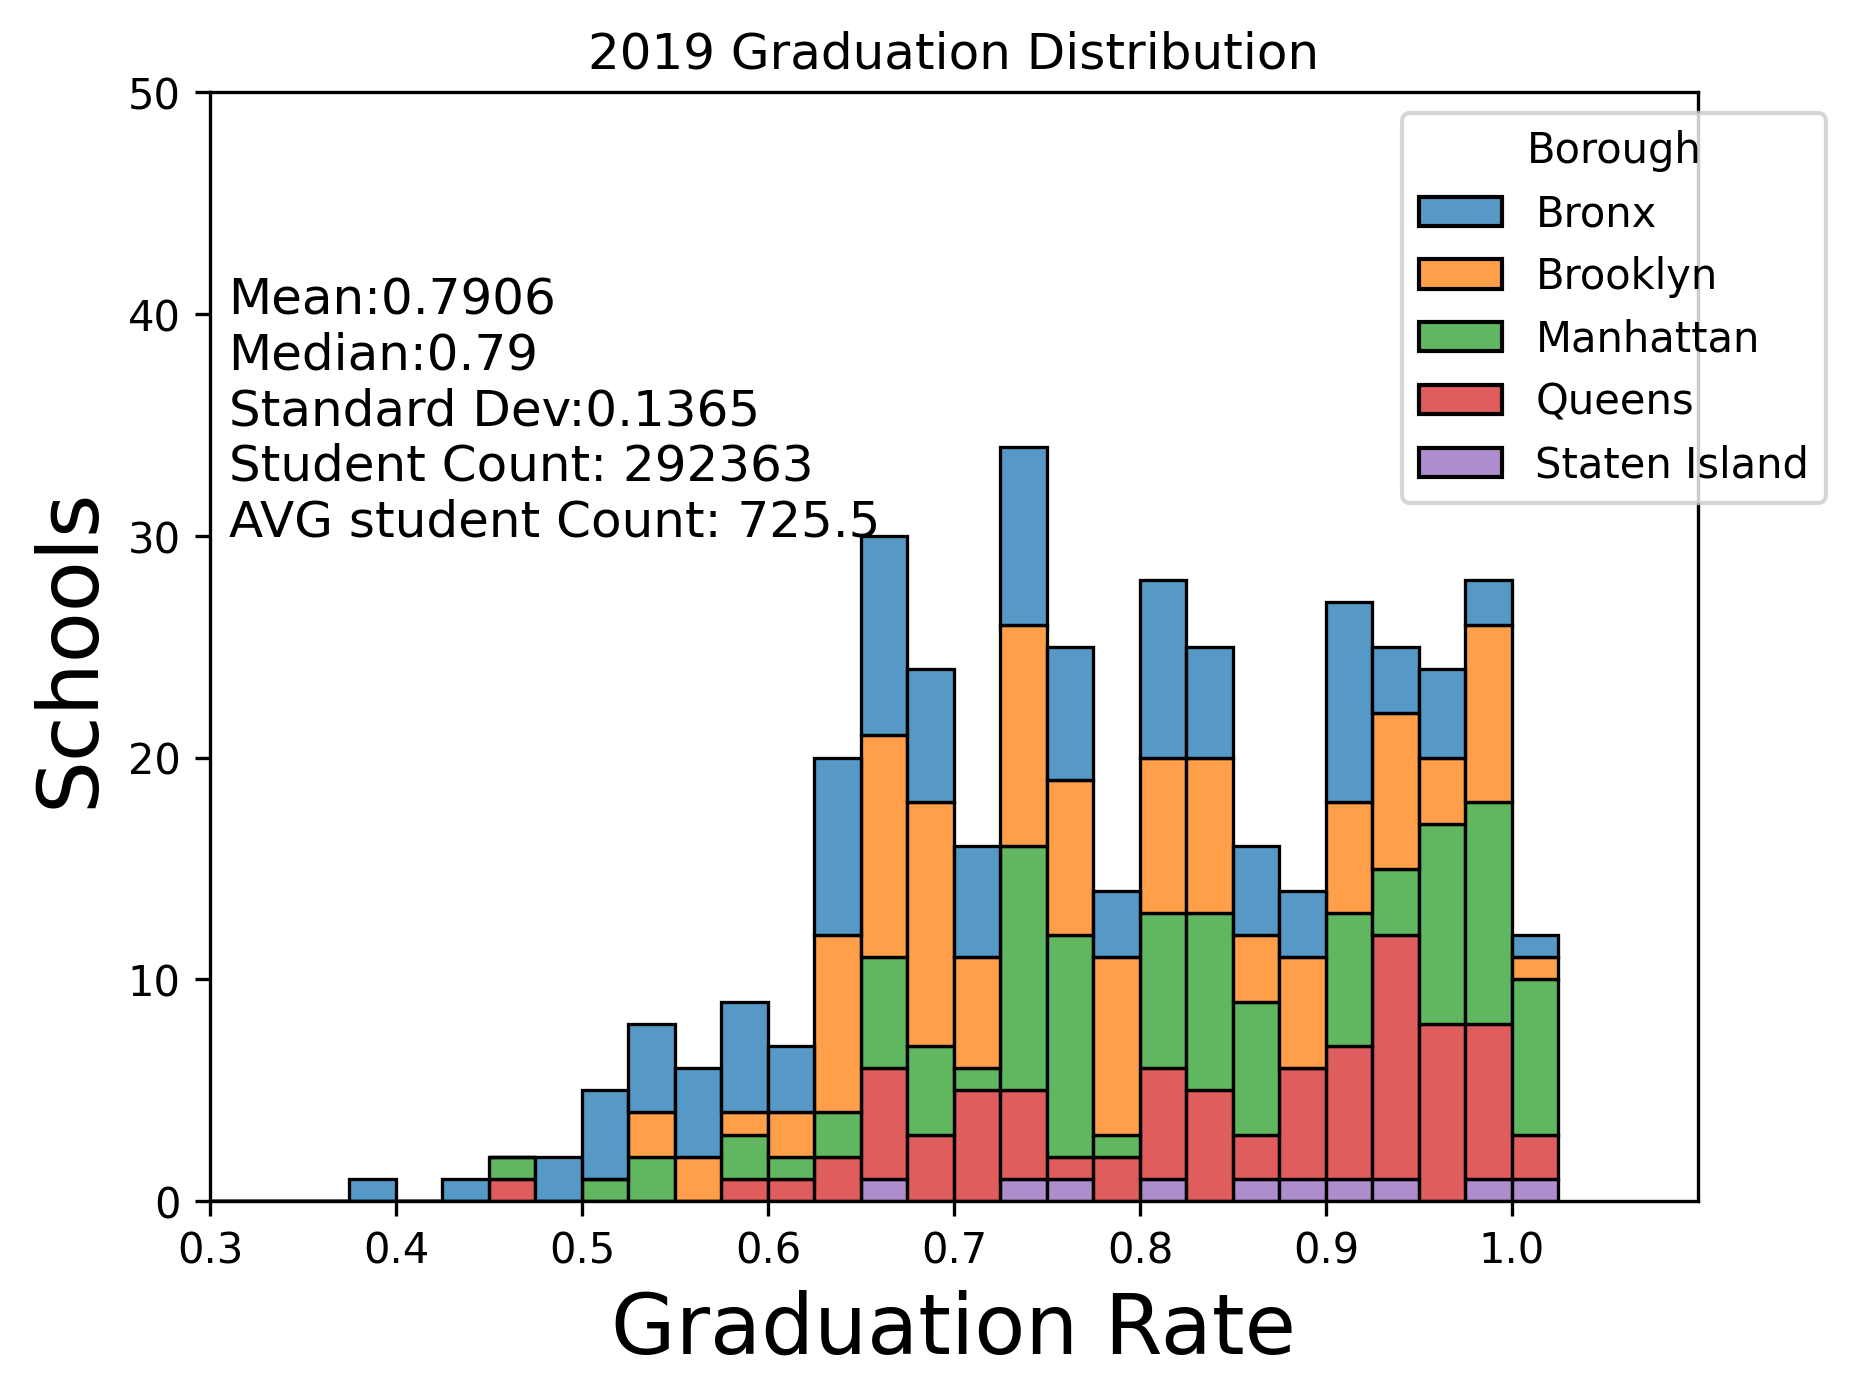 2019 Graduation Distribution
50
40
30
20
10
0
Schools
Mean:0.7906
Median:0.79
Standard Dev:0.1365
Student Count: 292363
AVG student Count: 725.5
Borough
Bronx
Brooklyn
Manhattan
Queens
Staten Island
0.3 0.4 0.5 0.6 0.7 0.8 0.9 1.0
Graduation Rate